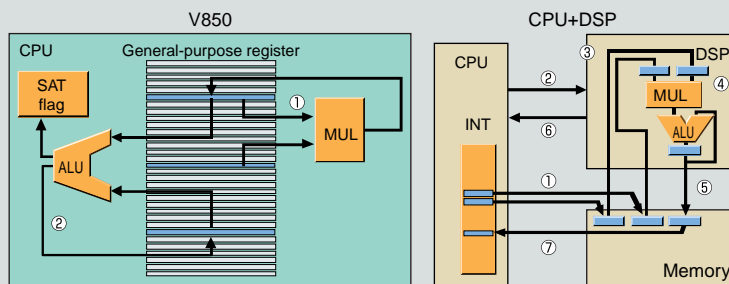 V850
CPU
General-purpose register
SAT
flag
①
MUL
ALU
②
CPU+DSP
CPU
②
③
DSP
④
MUL
INT
⑥
ALU
①
⑤
⑦
Memory